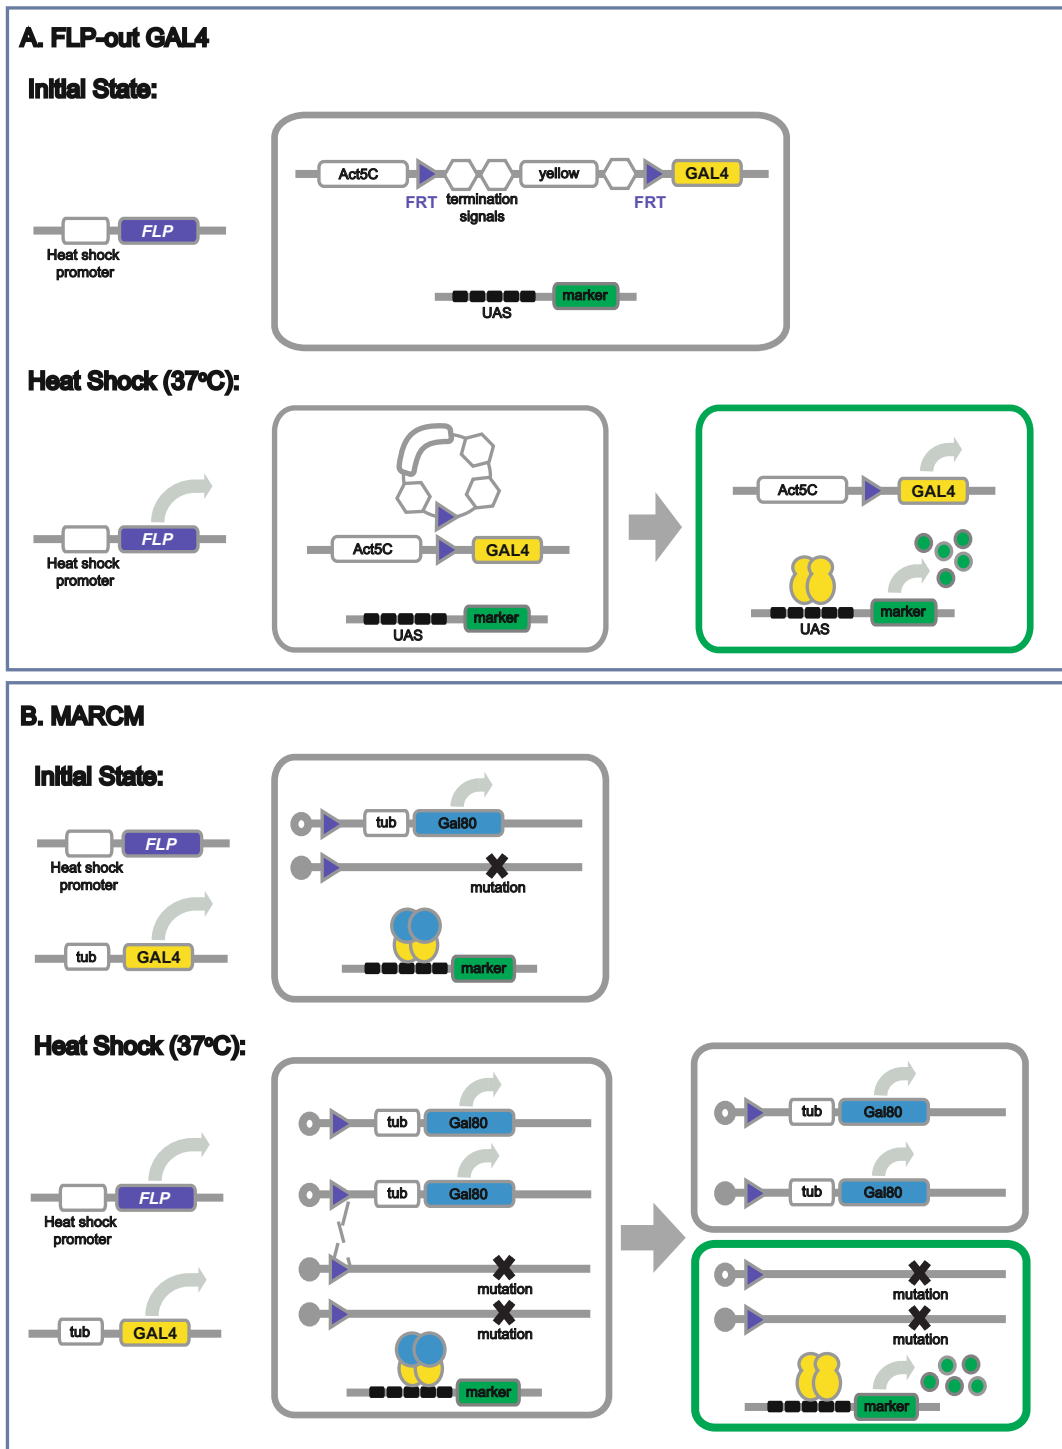 A. FLP-out GAL4
Initial State:
Act5C
yellow
GAL4
FRT
termination
signals
FRT
FLP
Heat shock
promoter
marker
UAS
Heat Shock (37ºC):
Act5C
GAL4
FLP
Heat shock
promoter
Act5C
GAL4
marker
UAS
marker
UAS
B. MARCM
Initial State:
tub
Gal80
FLP
Heat shock
promoter
mutation
tub
GAL4
marker
Heat Shock (37ºC):
tub
Gal80
tub
Gal80
tub
Gal80
tub
Gal80
FLP
Heat shock
promoter
mutation
mutation
mutation
mutation
tub
GAL4
marker
marker